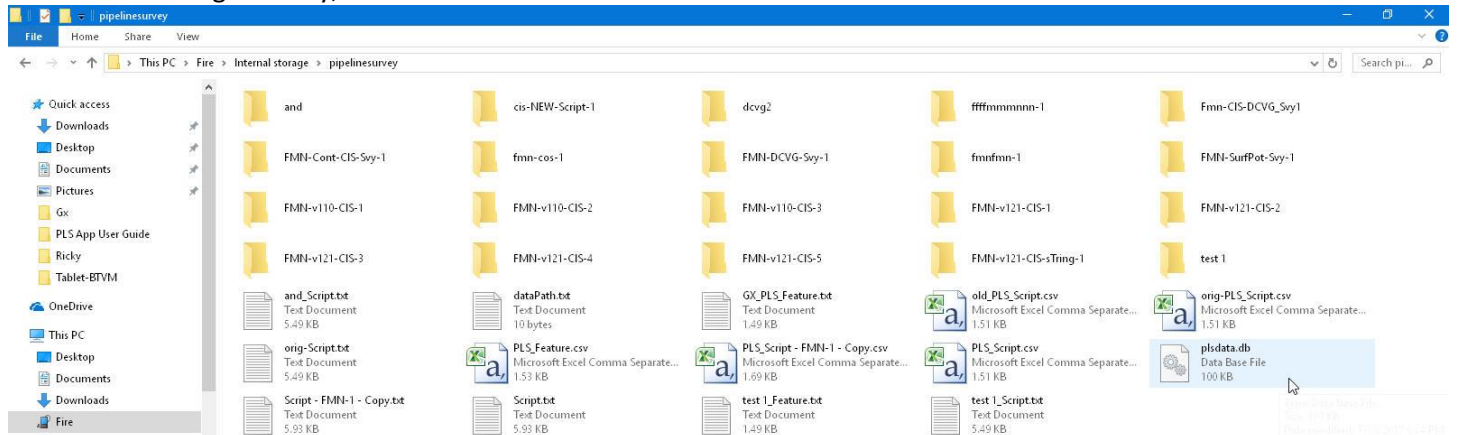 pipelinesurvey
File Home Share View
This PC > Fire > Internal storage > pipelinesurvey
Search pi...
Quick access
Downloads
Desktop
Documents
Pictures
Gx
PLS App User Guide
Ricky
Tablet-BTVM
OneDrive
This PC
Desktop
Documents
Downloads
Fire
and cis-NEW-Script-1 dcvg2 ffffmmmnnn-1 Fmn-CIS-DCVG_Svy1
FMN-Cont-CIS-Svy-1 fmn-cos-1 FMN-DCVG-Svy-1 fmnfmn-1 FMN-SurfPot-Svy-1
FMN-v110-CIS-1 FMN-v110-CIS-2 FMN-v110-CIS-3 FMN-v121-CIS-1 FMN-v121-CIS-2
FMN-v121-CIS-3 FMN-v121-CIS-4 FMN-v121-CIS-5 FMN-v121-CIS-sTring-1 test 1
and_Script.txt dataPath.txt GX_PLS_Feature.txt old_PLS_Script.csv orig-PLS_Script.csv
Text Document Text Document Text Document Microsoft Excel Comma Separate... Microsoft Excel Comma Separate...
5.49 KB 10 bytes 1.49 KB 1.51 KB 1.51 KB
orig-Script.txt PLS_Feature.csv PLS_Script - FMN-1 - Copy.csv PLS_Script.csv plsdata.db
Text Document Microsoft Excel Comma Separate... Microsoft Excel Comma Separate... Microsoft Excel Comma Separate... Data Base File
5.49 KB 1.53 KB 1.69 KB 1.51 KB 100 KB
Script - FMN-1 - Copy.txt Script.txt test 1_Feature.txt test 1_Script.txt
Text Document Text Document Text Document Text Document
5.93 KB 5.93 KB 1.49 KB 5.49 KB